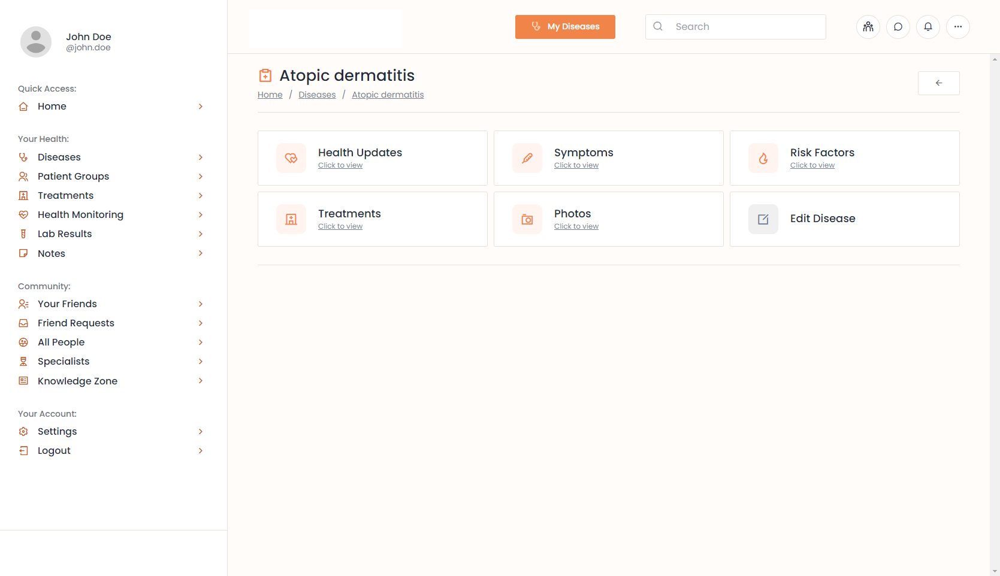 John Doe
@john.doe
Quick Access:
Home
Your Health:
Diseases
Patient Groups
Treatments
Health Monitoring
Lab Results
Notes
Community:
Your Friends
Friend Requests
All People
Specialists
Knowledge Zone
Your Account:
Settings
Logout
My Diseases
Search
Atopic dermatitis
Home / Diseases / Atopic dermatitis
Health Updates
Click to view
Symptoms
Click to view
Risk Factors
Click to view
Treatments
Click to view
Photos
Click to view
Edit Disease